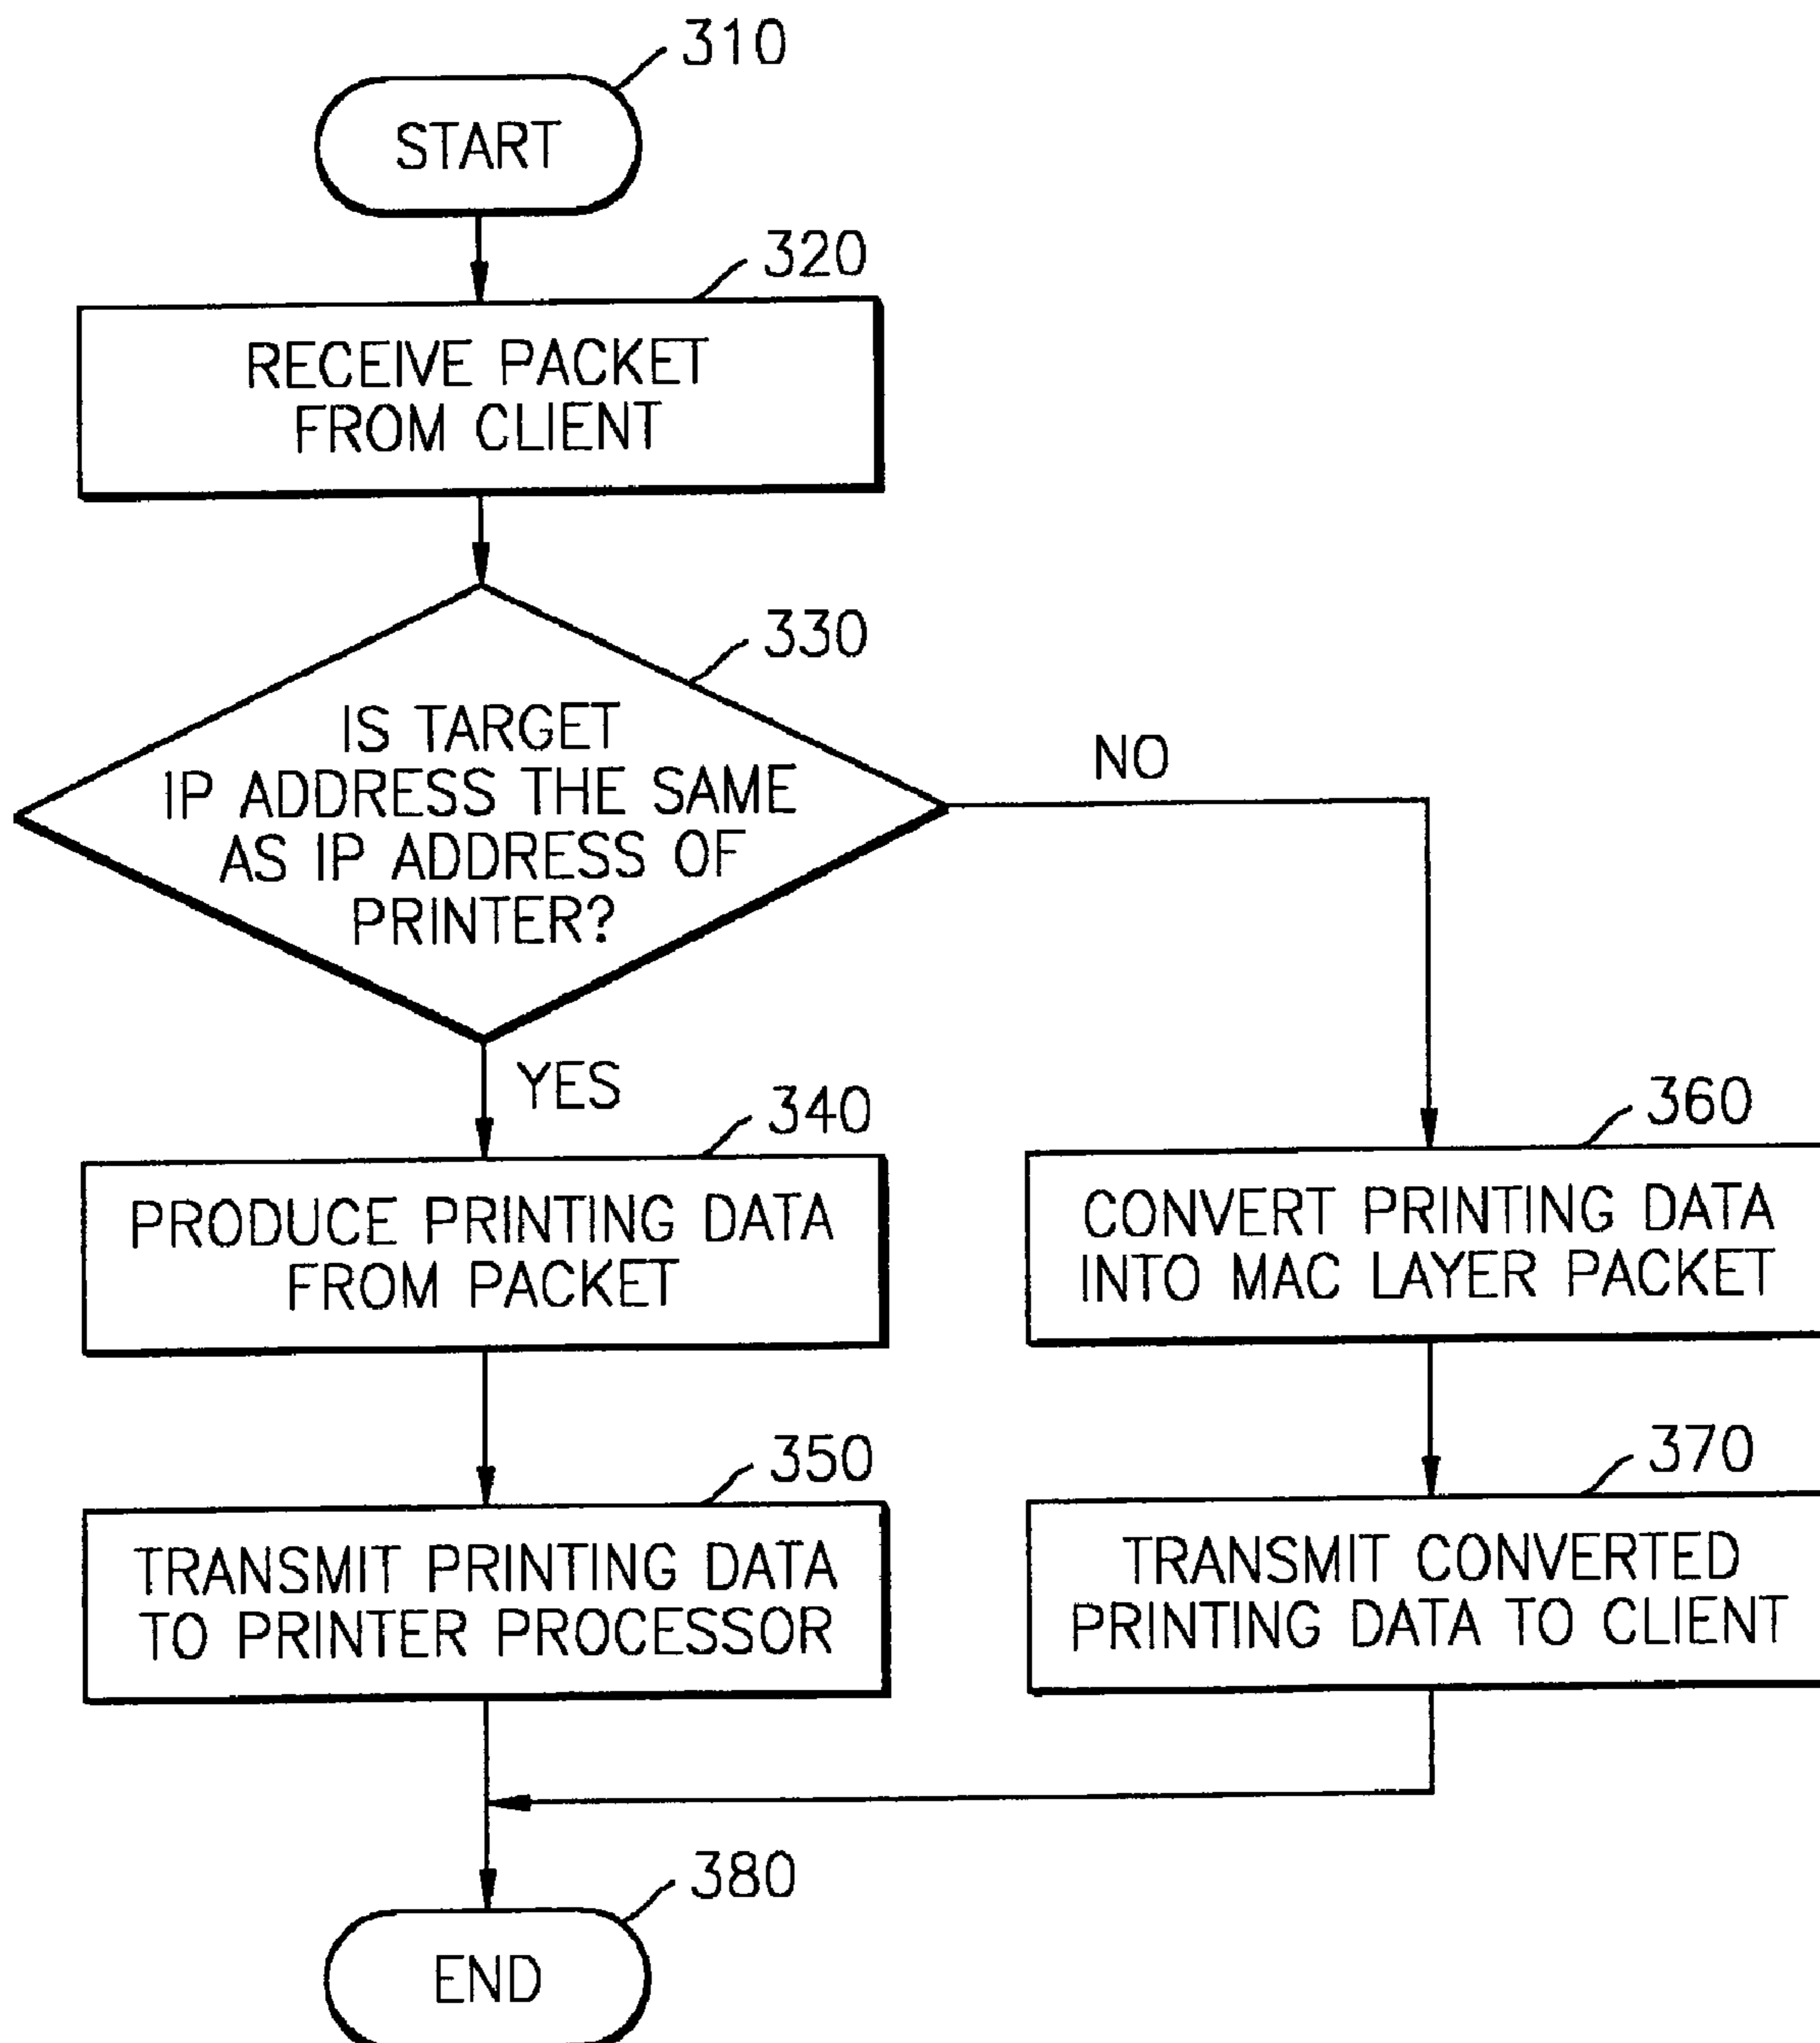 310
START
320
RECEIVE PACKET
FROM CLIENT
330
IS TARGET
IP ADDRESS THE SAME
AS IP ADDRESS OF
PRINTER?
NO
YES
340
PRODUCE PRINTING DATA
FROM PACKET
360
CONVERT PRINTING DATA
INTO MAC LAYER PACKET
350
TRANSMIT PRINTING DATA
TO PRINTER PROCESSOR
370
TRANSMIT CONVERTED
PRINTING DATA TO CLIENT
380
END